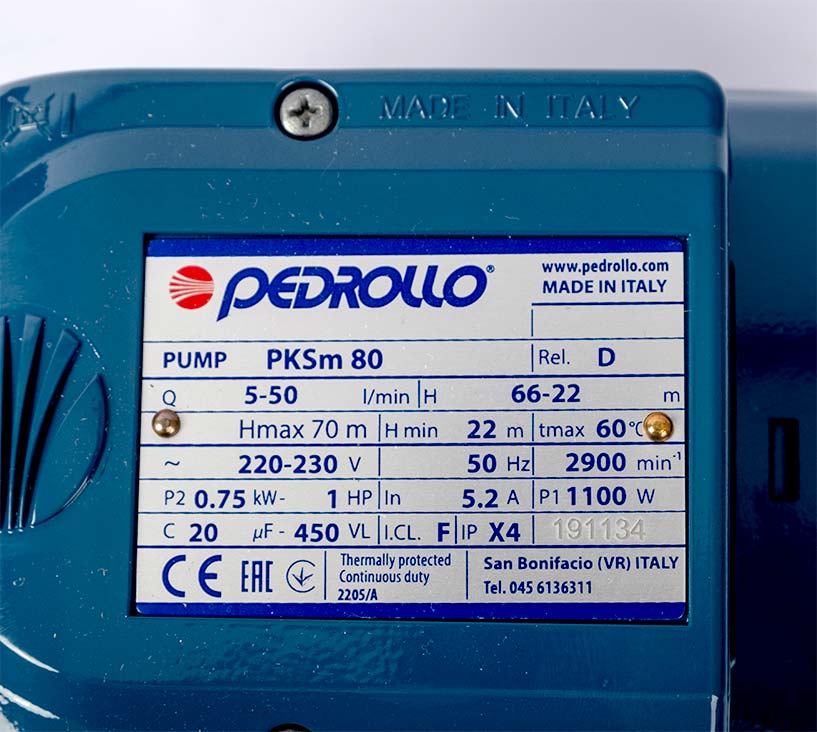 MADE IN ITALY
PEDROLLO®
www.pedrollo.com
MADE IN ITALY
PUMP PKSm 80 Rel. D
Q 5-50 l/min H 66-22 m
Hmax 70 m H min 22 m tmax 60 °C
~ 220-230 V 50 Hz 2900 min⁻¹
P2 0.75 kW - 1 HP In 5.2 A P1 1100 W
C 20 µF - 450 VL I.CL. F IP X4 191134
CE EAC Thermally protected
Continuous duty
2205/A
San Bonifacio (VR) ITALY
Tel. 045 6136311